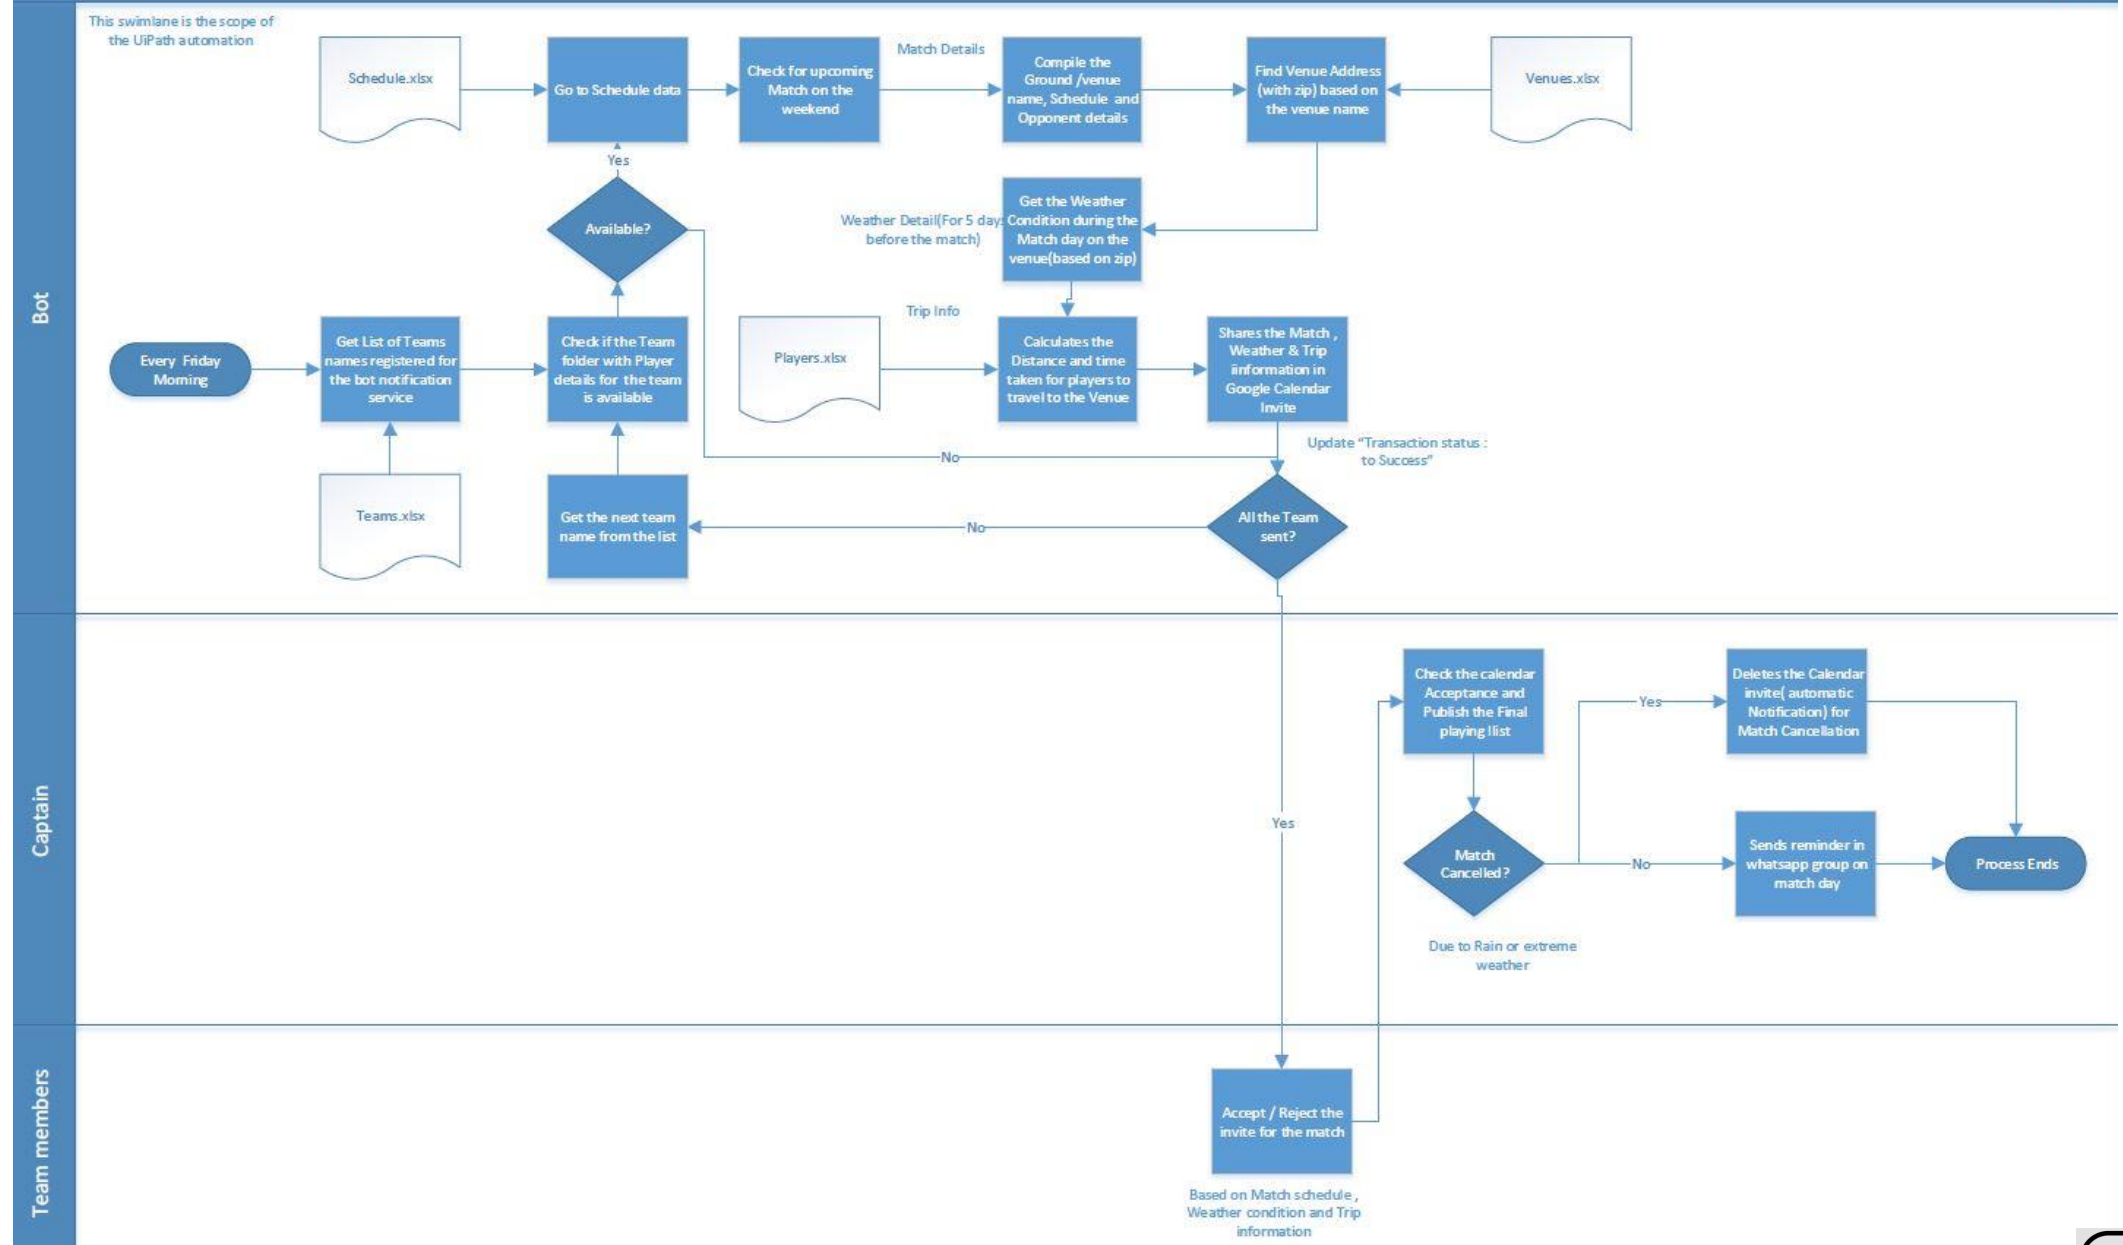 This swimlane is the scope of
the UiPath automation
Schedule.xlsx
Go to Schedule data
Check for upcoming
Match on the
weekend
Match Details
Compile the
Ground /venue
name, Schedule and
Opponent details
Find Venue Address
(with zip) based on
the venue name
Venues.xlsx
Yes
Available?
Weather Detail(For 5 days
before the match)
Get the Weather
Condition during the
Match day on the
venue(based on zip)
Bot
Every Friday
Morning
Get List of Teams
names registered for
the bot notification
service
Check if the Team
folder with Player
details for the team
is available
Players.xlsx
Trip Info
Calculates the
Distance and time
taken for players to
travel to the Venue
Shares the Match ,
Weather & Trip
iinformation in
Google Calendar
Invite
Update "Transaction status :
to Success"
No
Teams.xlsx
Get the next team
name from the list
No
All the Team
sent?
Captain
Yes
Check the calendar
Acceptance and
Publish the Final
playing llist
Yes
Deletes the Calendar
invite( automatic
Notification) for
Match Cancellation
Match
Cancelled?
No
Sends reminder in
whatsapp group on
match day
Process Ends
Due to Rain or extreme
weather
Team members
Accept / Reject the
invite for the match
Based on Match schedule ,
Weather condition and Trip
information